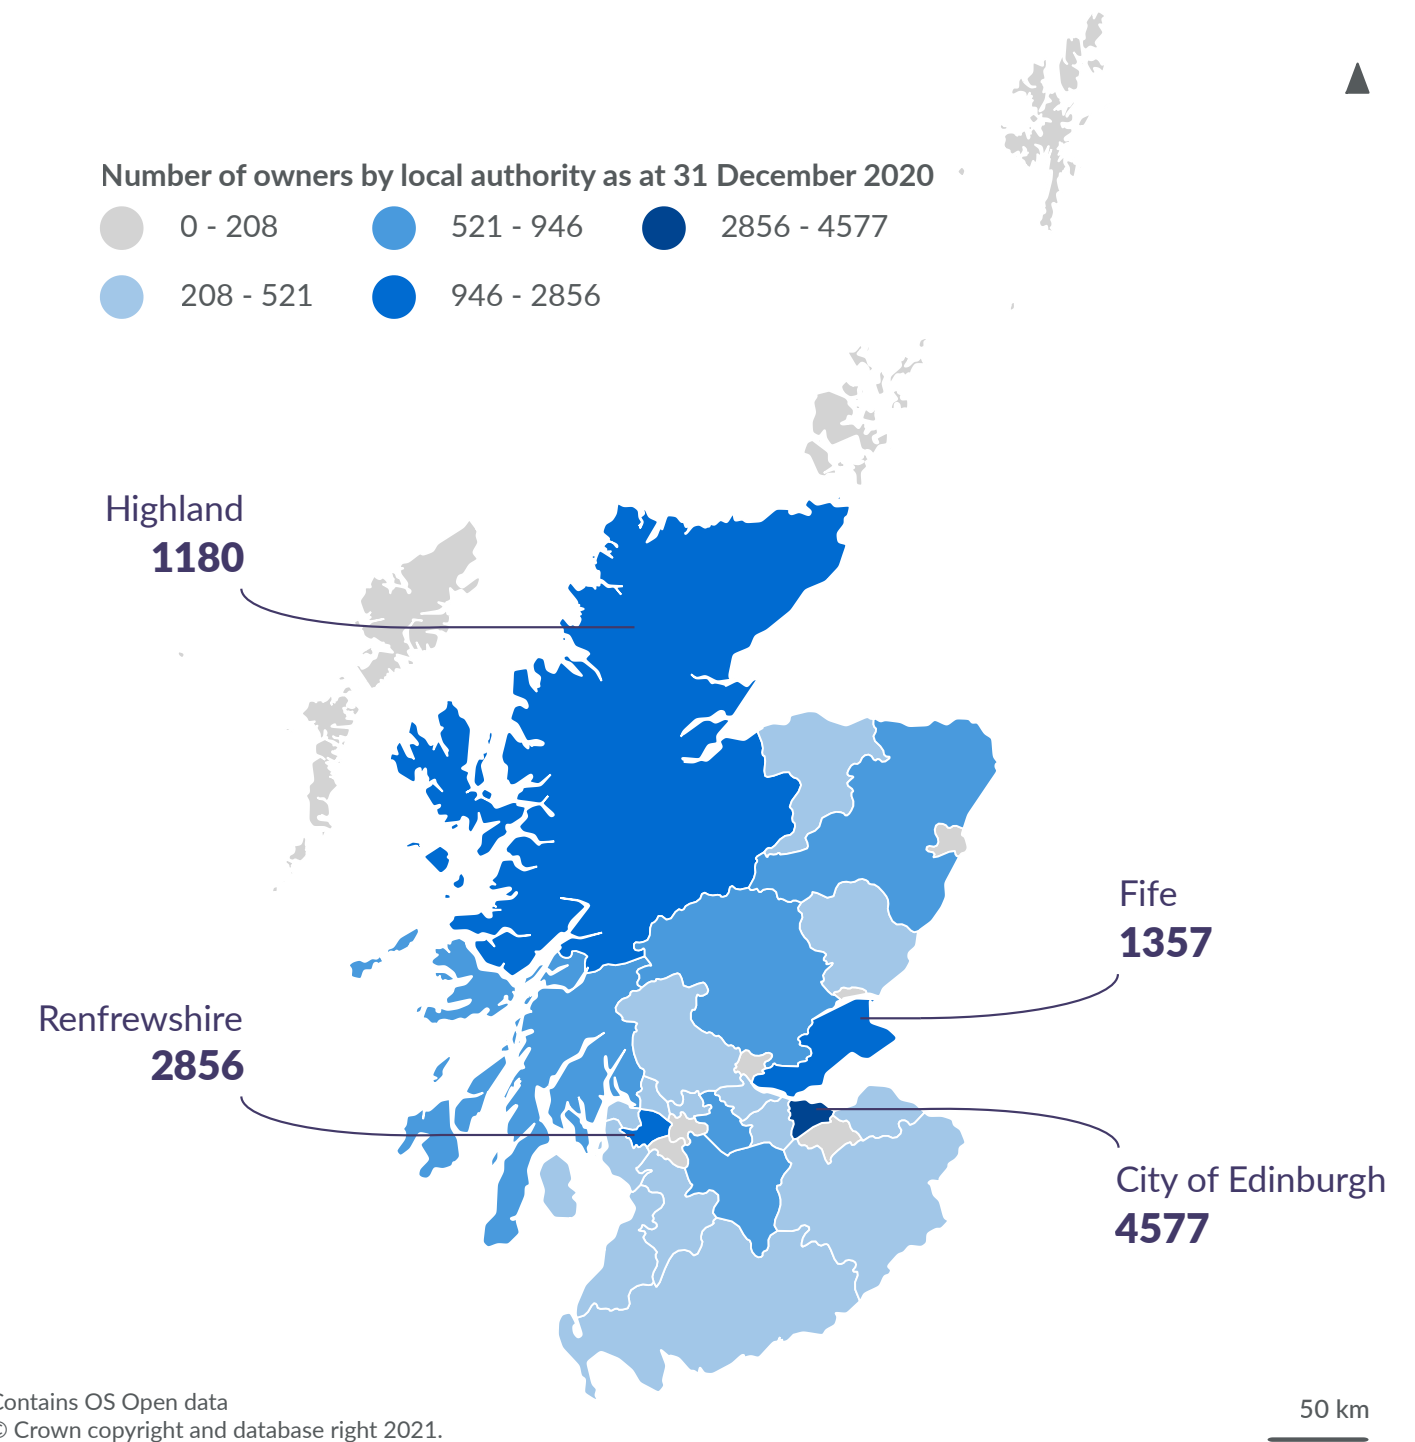 Number of owners by local authority as at 31 December 2020
0 - 208
521 - 946
2856 - 4577
208 - 521
946 - 2856
Highland
1180
Fife
1357
Renfrewshire
2856
City of Edinburgh
4577
Contains OS Open data
© Crown copyright and database right 2021.
50 km